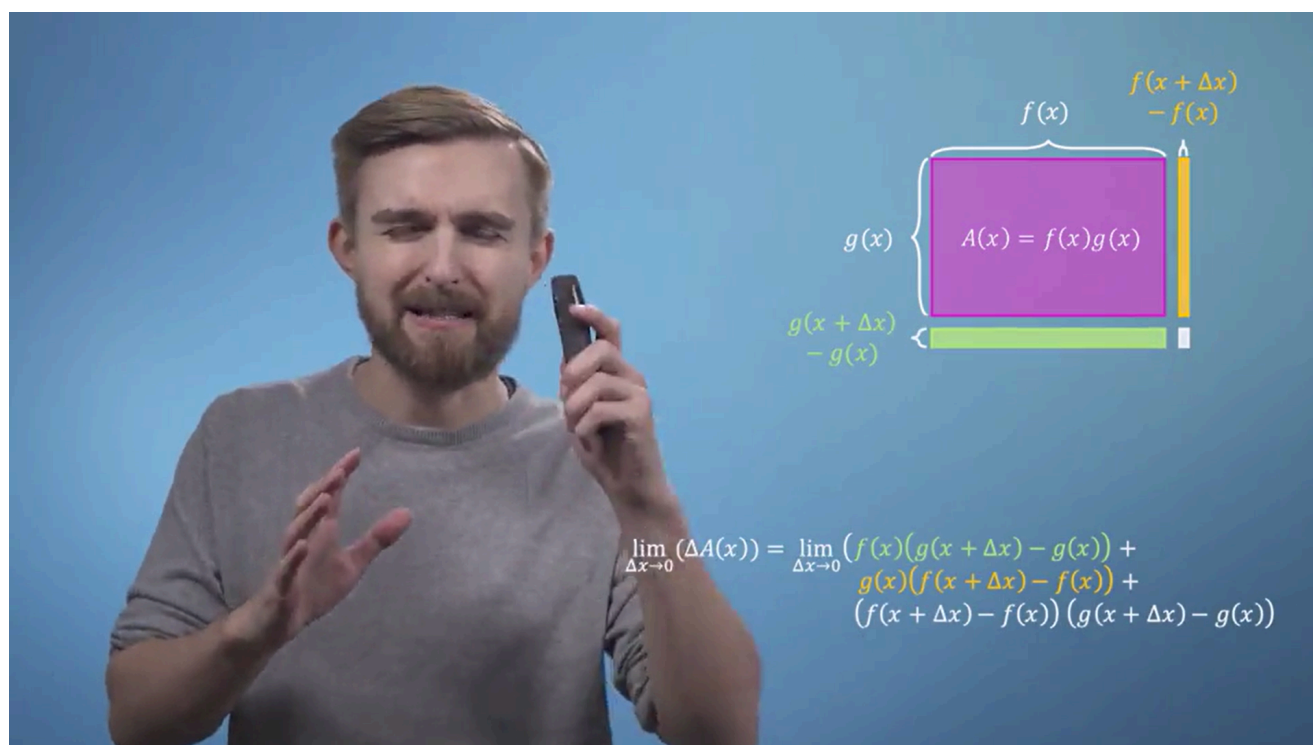 f(x + Δx)
− f(x)
f(x)
g(x)
A(x) = f(x)g(x)
g(x + Δx)
− g(x)
lim (ΔA(x)) = lim (f(x)(g(x + Δx) − g(x)) +
Δx→0 Δx→0
g(x)(f(x + Δx) − f(x)) +
(f(x + Δx) − f(x)) (g(x + Δx) − g(x))